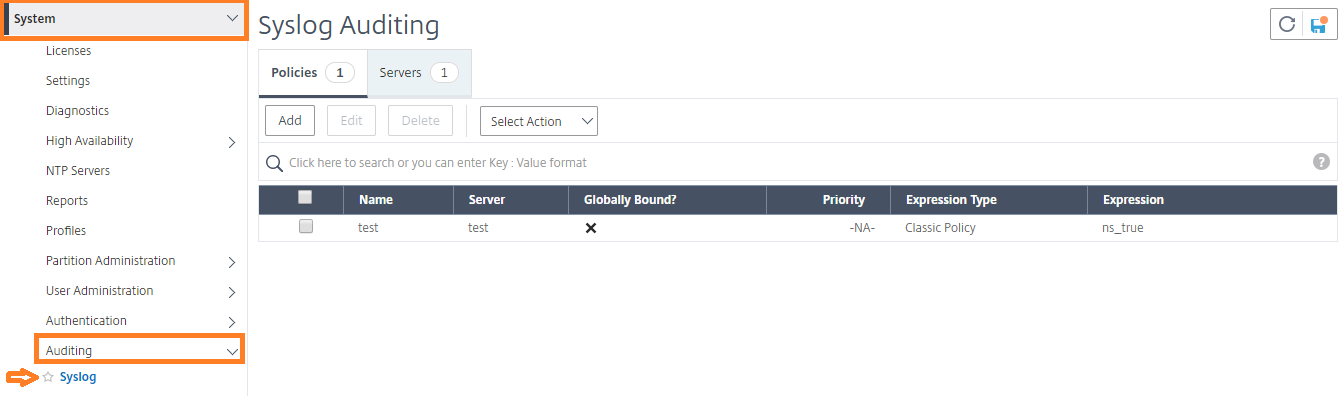 System
Licenses
Settings
Diagnostics
High Availability
NTP Servers
Reports
Profiles
Partition Administration
User Administration
Authentication
Auditing
Syslog
Syslog Auditing
Policies 1 Servers 1
Add Edit Delete Select Action
Click here to search or you can enter Key : Value format ?
Name Server Globally Bound? Priority Expression Type Expression
test test -NA- Classic Policy ns_true